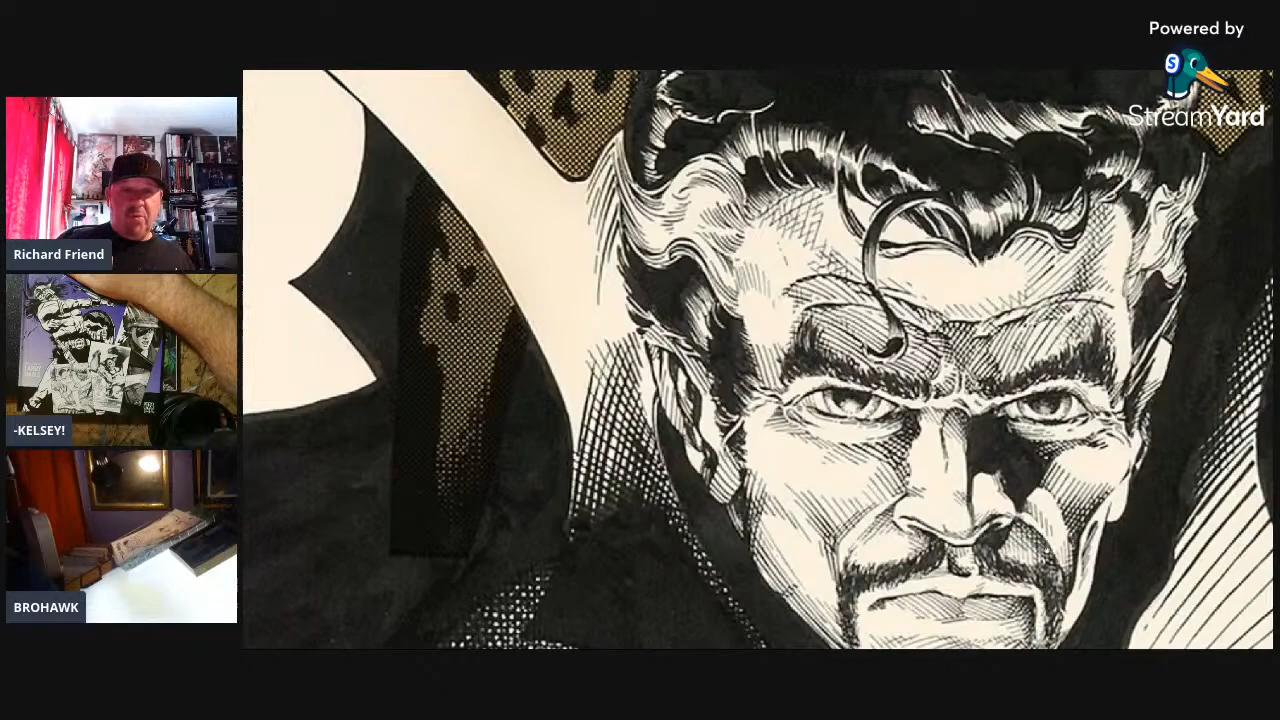 Powered by
StreamYard
Richard Friend
-KELSEY!
BROHAWK